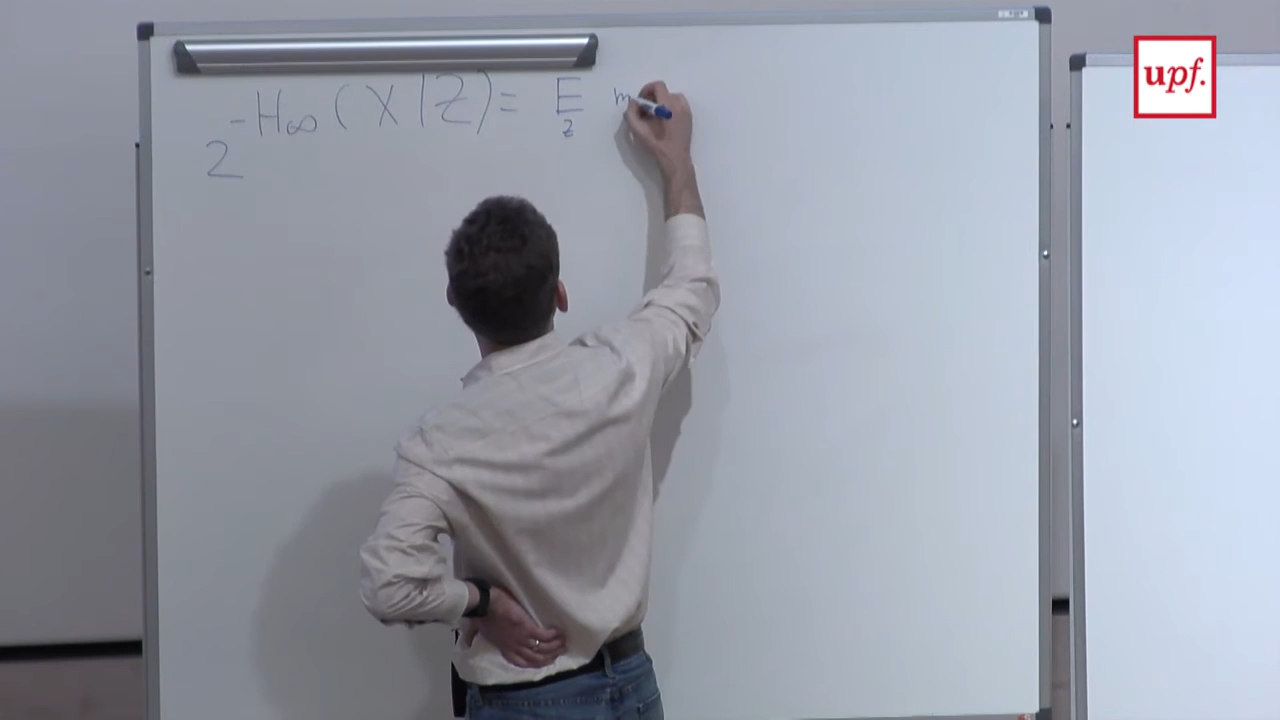 2^{-H∞(X|Z)} = E_z m
upf.